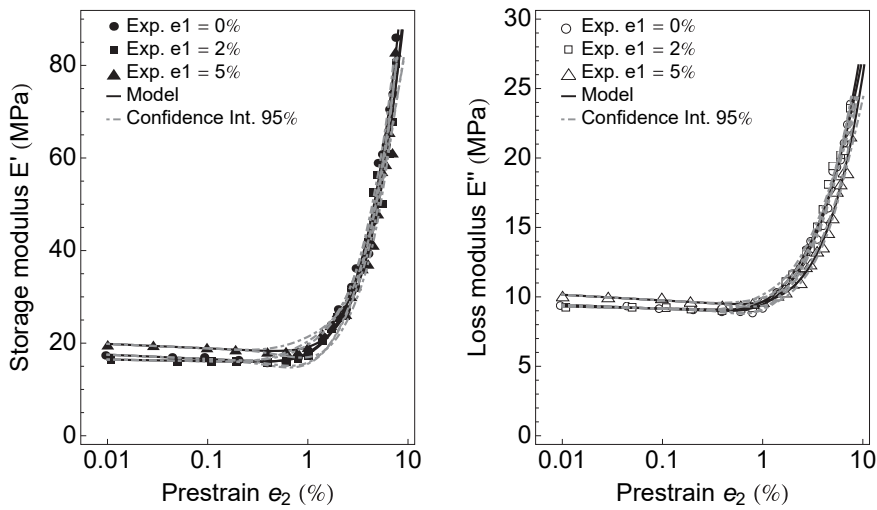 Exp. e1 = 0%
Exp. e1 = 2%
Exp. e1 = 5%
Model
Confidence Int. 95%
80
60
40
20
0
Storage modulus E' (MPa)
0.01 0.1 1 10
Prestrain e2 (%)
Exp. e1 = 0%
Exp. e1 = 2%
Exp. e1 = 5%
Model
Confidence Int. 95%
30
25
20
15
10
5
0
Loss modulus E'' (MPa)
0.01 0.1 1 10
Prestrain e2 (%)